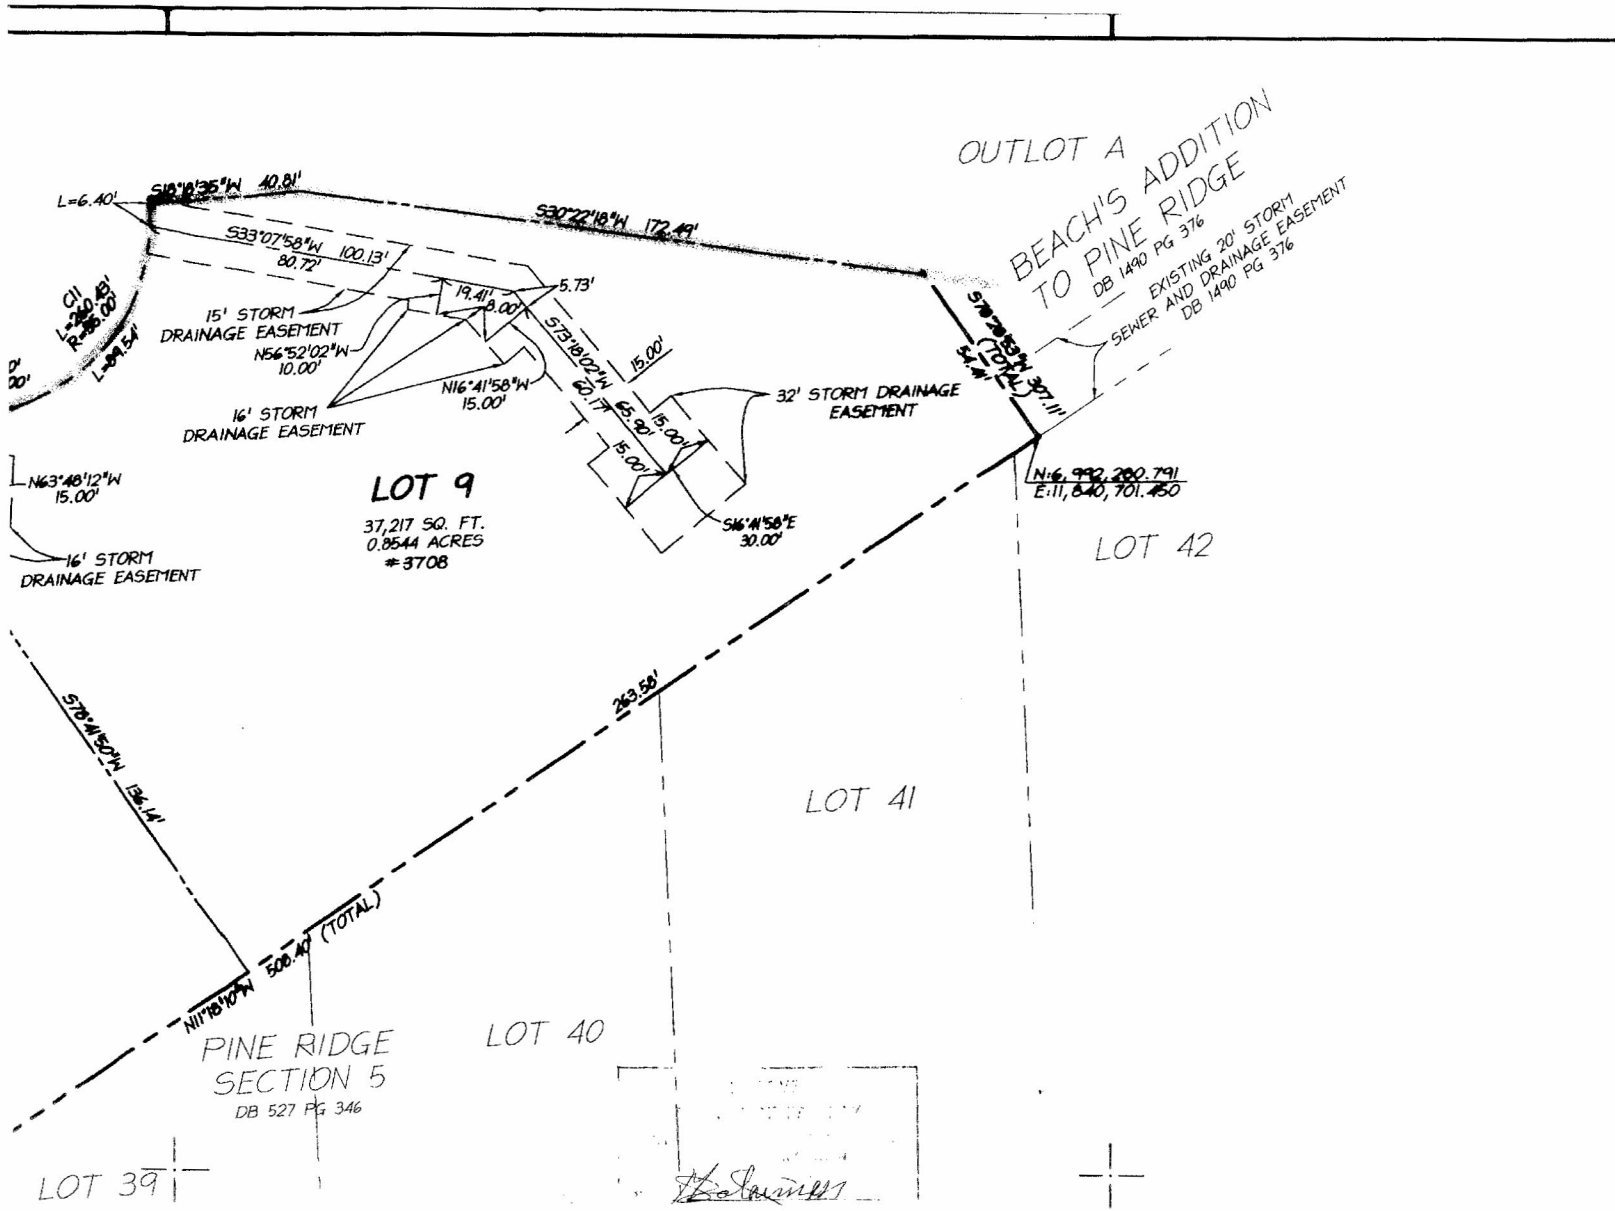 OUTLOT A
BEACH'S ADDITION
TO PINE RIDGE
DB 1490 PG 376
EXISTING 20' STORM
SEWER AND DRAINAGE EASEMENT
DB 1490 PG 376
S18°18'35"W 40.81'
L=6.40'
S30°22'18"W 172.49'
S33°07'58"W 100.13'
80.72'
C11
L=260.43'
R=85.00'
L=89.54'
15' STORM
DRAINAGE EASEMENT
19.41'
8.00'
5.73'
N56°52'02"W
10.00'
S73°18'02"W
60.17'
65.90'
15.00'
N16°41'58"W
15.00'
16' STORM
DRAINAGE EASEMENT
15.00'
15.00'
32' STORM DRAINAGE
EASEMENT
(TOTAL) 307.11'
54.41'
N:6,992,280.791
E:11,840,701.450
0'
00'
N63°48'12"W
15.00'
LOT 9
37,217 SQ. FT.
0.8544 ACRES
#3708
S16°41'58"E
30.00'
LOT 42
16' STORM
DRAINAGE EASEMENT
263.58'
S78°41'50"W 136.14'
LOT 41
N11°18'10"W 508.40' (TOTAL)
PINE RIDGE
SECTION 5
DB 527 PG 346
LOT 40
LOT 39